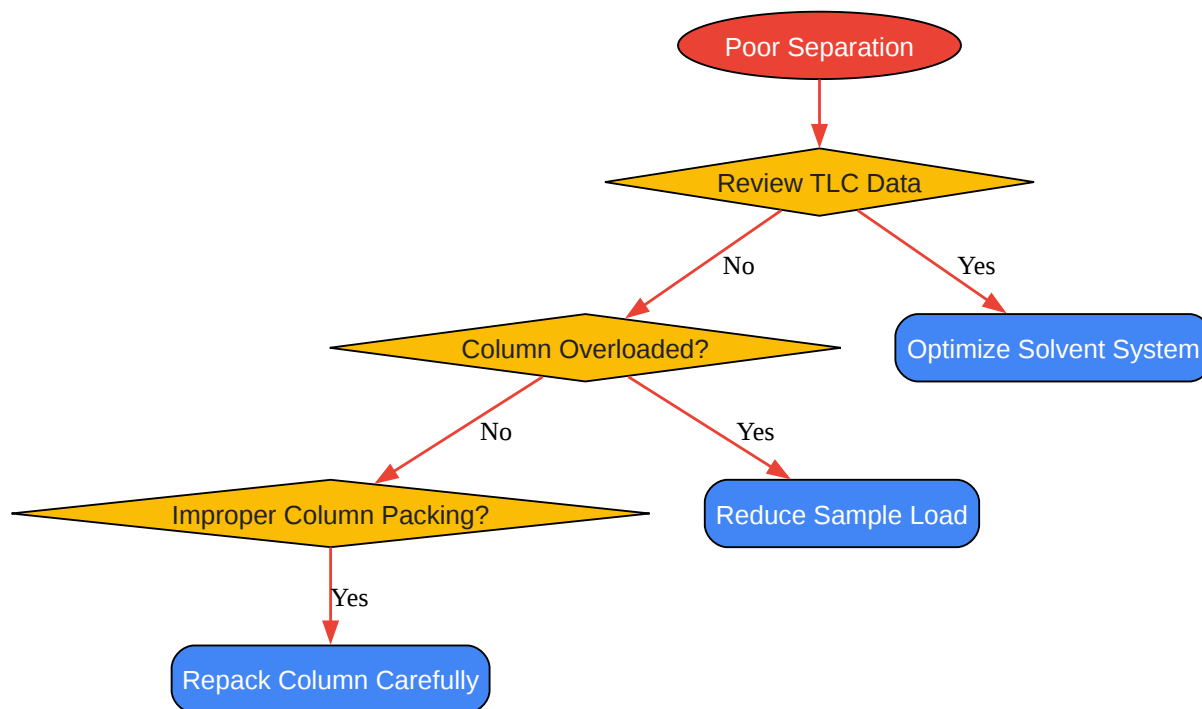 Poor Separation
Review TLC Data
No
Yes
Column Overloaded?
Optimize Solvent System
No
Yes
Improper Column Packing?
Reduce Sample Load
Yes
Repack Column Carefully